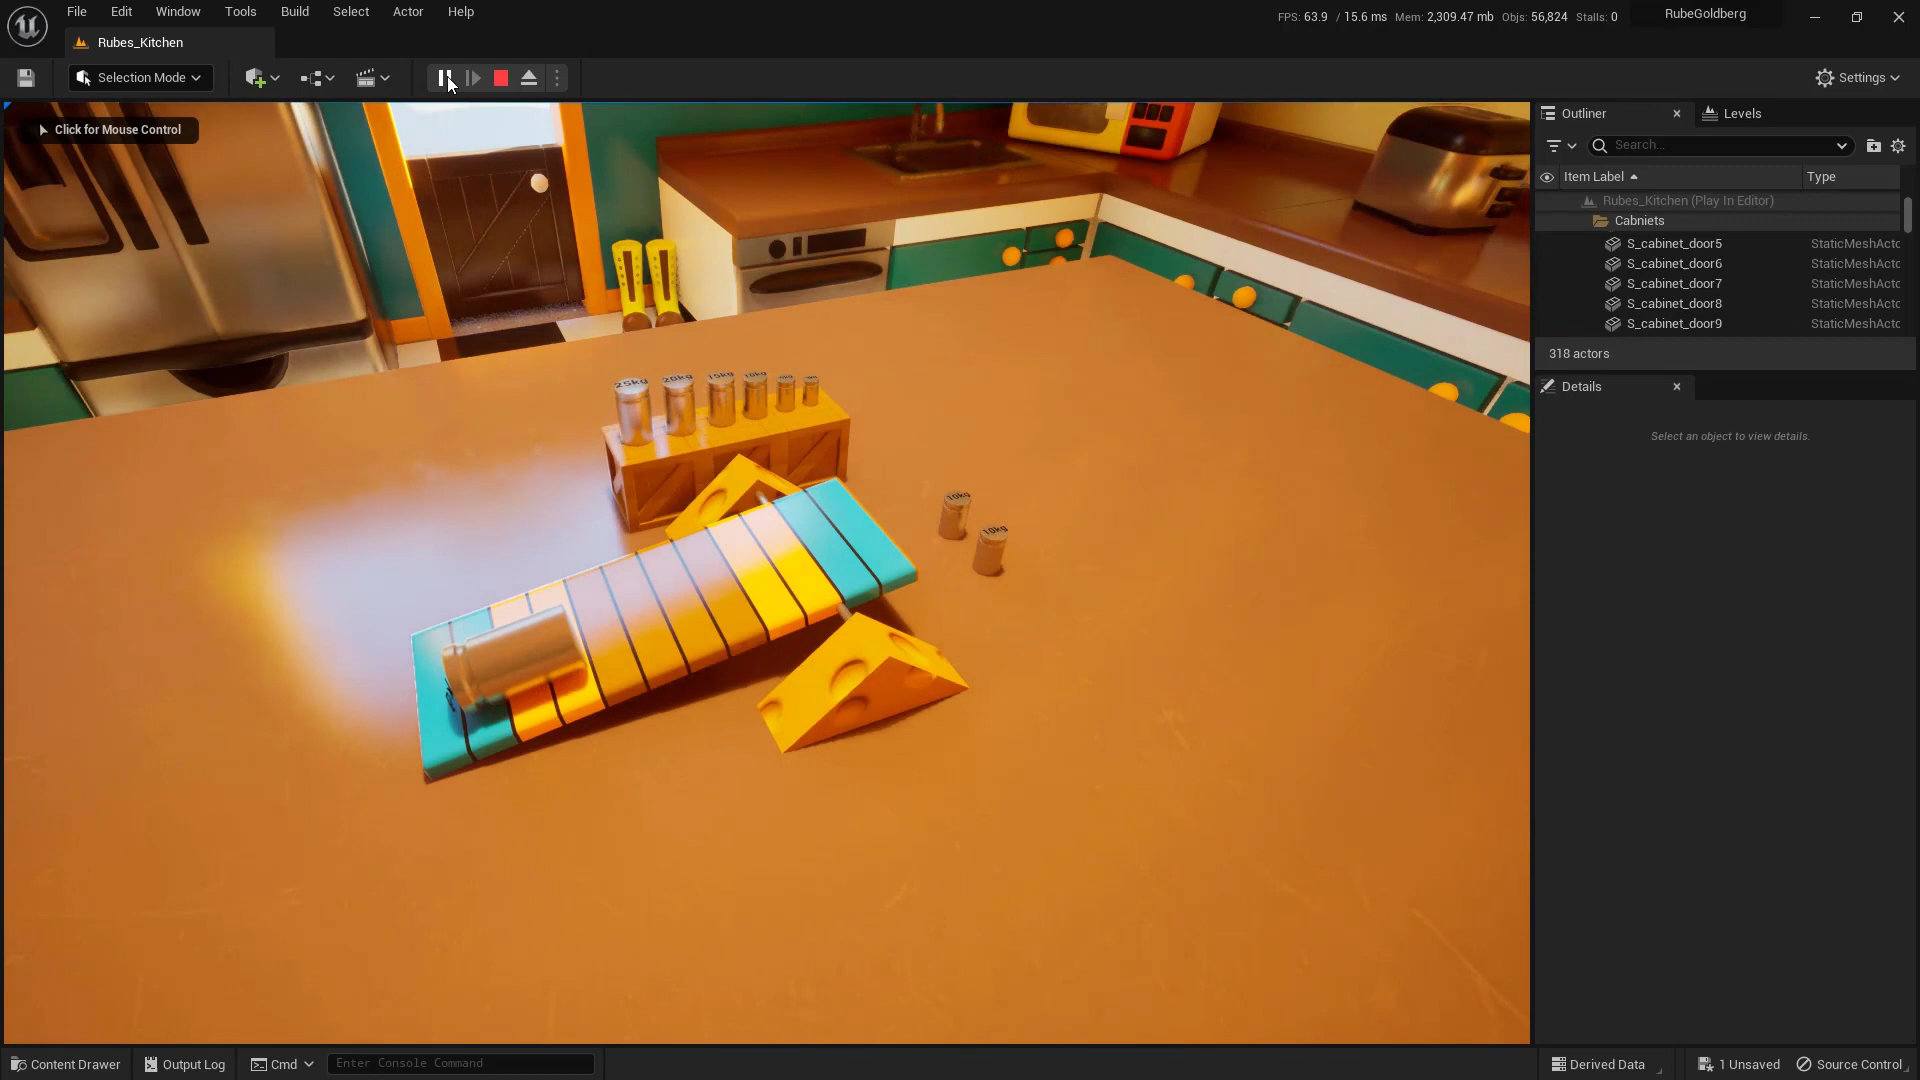 File Edit Window Tools Build Select Actor Help
FPS: 63.9 / 15.6 ms Mem: 2,309.47 mb Objs: 56,824 Stalls: 0
RubeGoldberg
Rubes_Kitchen
Selection Mode
Settings
Click for Mouse Control
Outliner
Levels
Search...
Item Label Type
Rubes_Kitchen (Play In Editor)
Cabniets
S_cabinet_door5 StaticMeshActo
S_cabinet_door6 StaticMeshActo
S_cabinet_door7 StaticMeshActo
S_cabinet_door8 StaticMeshActo
S_cabinet_door9 StaticMeshActo
318 actors
Details
Select an object to view details.
25kg 20kg 15kg 10kg
10kg
10kg
Content Drawer
Output Log
Cmd
Enter Console Command
Derived Data
1 Unsaved
Source Control